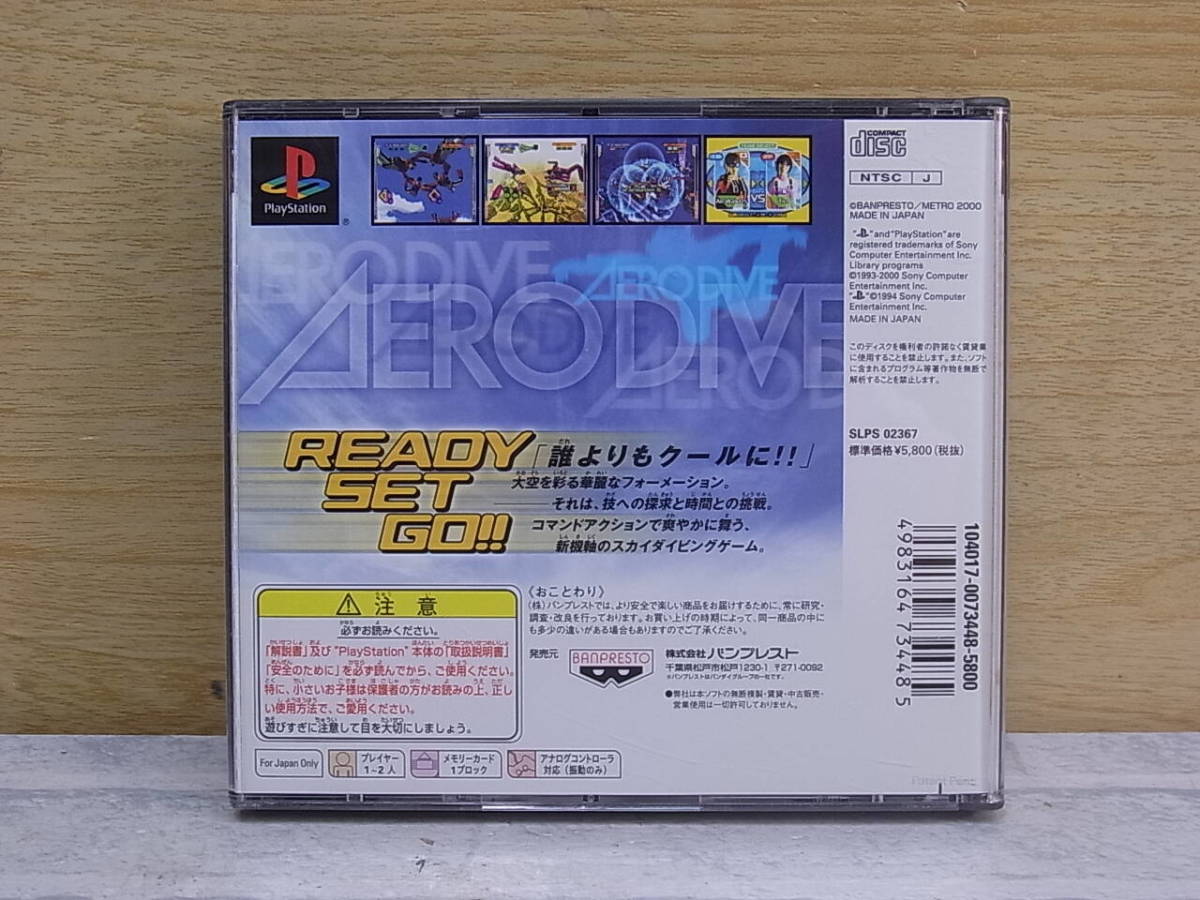 PlayStation
®
AERODIVE
AERODIVE
AERODIVE
AERODIVE
READY
SET
GO!!
「誰よりもクールに!!」
大空を彩る華麗なフォーメーション。
それは、技への探求と時間との挑戦。
コマンドアクションで爽やかに舞う、
新機軸のスカイダイビングゲーム。
注意
必ずお読みください。
「解説書」及び"PlayStation"本体の「取扱説明書」
「安全のために」を必ず読んでから、ご使用ください。
特に、小さいお子様は保護者の方がお読みの上、正し
い使用方法で、ご愛用ください。
遊びすぎに注意して目を大切にしましょう。
〈おことわり〉
(株)バンプレストでは、より安全で楽しい商品をお届けするために、常に研究・
調査・改良を行っております。お買い上げの時期によって、同一商品の中に
も多少の違いがある場合もありますのでご了承ください。
発売元
BANPRESTO
株式会社バンプレスト
千葉県松戸市松戸1230-1 〒271-0092
※バンプレストはバンダイグループの一社です。
●弊社は本ソフトの無断複製・賃貸・中古販売・
営業使用は一切許可しておりません。
For Japan Only
プレイヤー
1~2人
メモリーカード
1ブロック
アナログコントローラ
対応(振動のみ)
COMPACT
disc
NTSC J
©BANPRESTO/METRO 2000
MADE IN JAPAN
" "and"PlayStation"are
registered trademarks of Sony
Computer Entertainment Inc.
Library programs
©1993-2000 Sony Computer
Entertainment Inc.
" "©1994 Sony Computer
Entertainment Inc.
MADE IN JAPAN
このディスクを権利者の許諾なく賃貸業
に使用することを禁止します。また、ソフト
に含まれるプログラム等著作物を無断で
解析することを禁止します。
SLPS 02367
標準価格¥5,800(税抜)
104017-0073448-5800
4983164734485